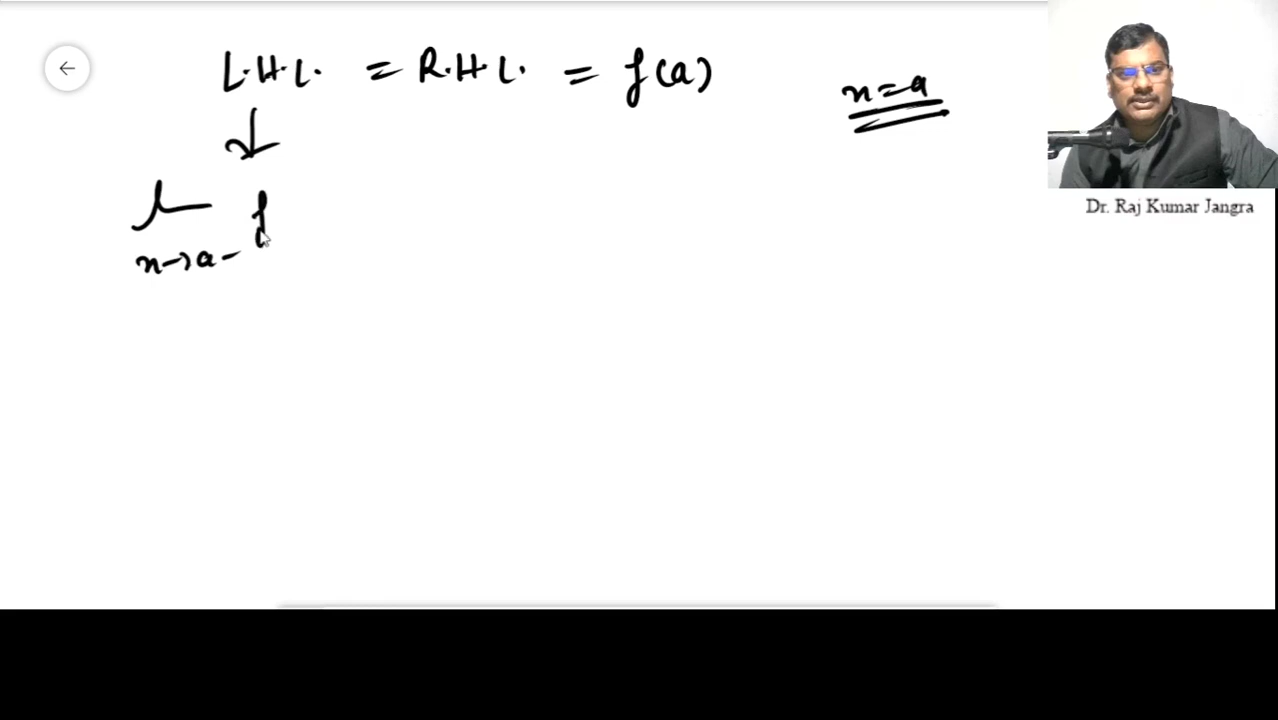 L.H.L. = R.H.L. = f(a)
x=a
Lt f
x→a-
Dr. Raj Kumar Jangra